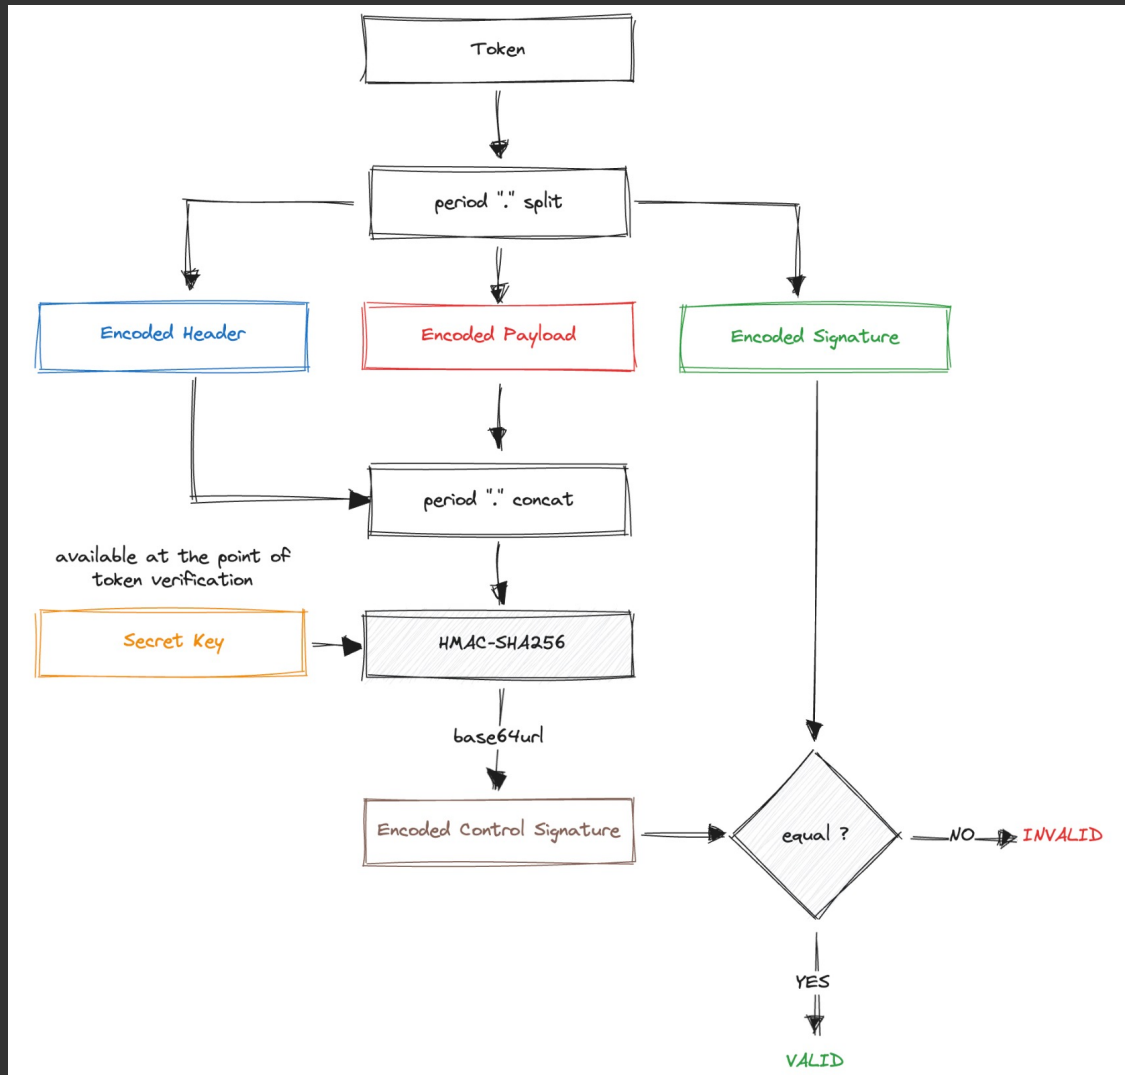 Token
period "." split
Encoded Header
Encoded Payload
Encoded Signature
period "." concat
available at the point of
token verification
Secret Key
HMAC-SHA256
base64url
Encoded Control Signature
equal ?
NO
INVALID
YES
VALID